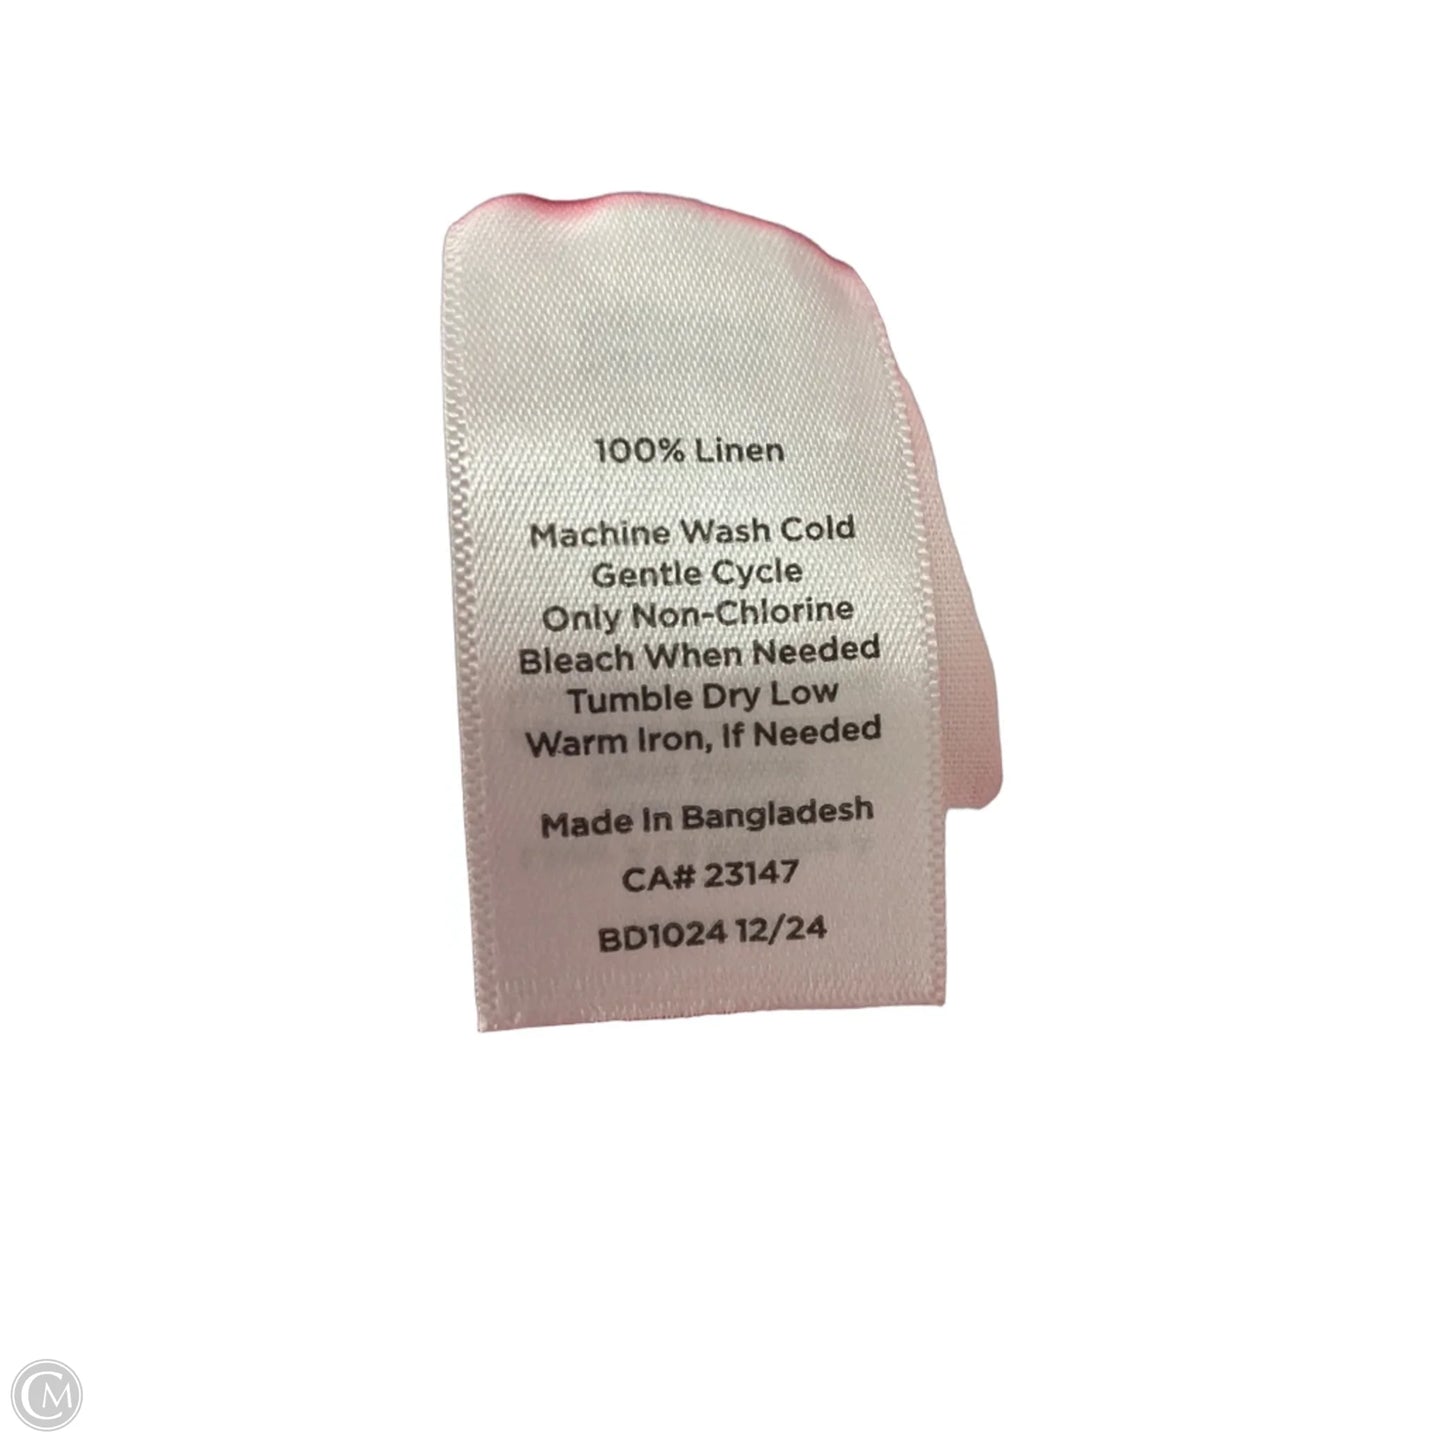 100% Linen
Machine Wash Cold
Gentle Cycle
Only Non-Chlorine
Bleach When Needed
Tumble Dry Low
Warm Iron, If Needed
Made In Bangladesh
CA# 23147
BD1024 12/24
CM